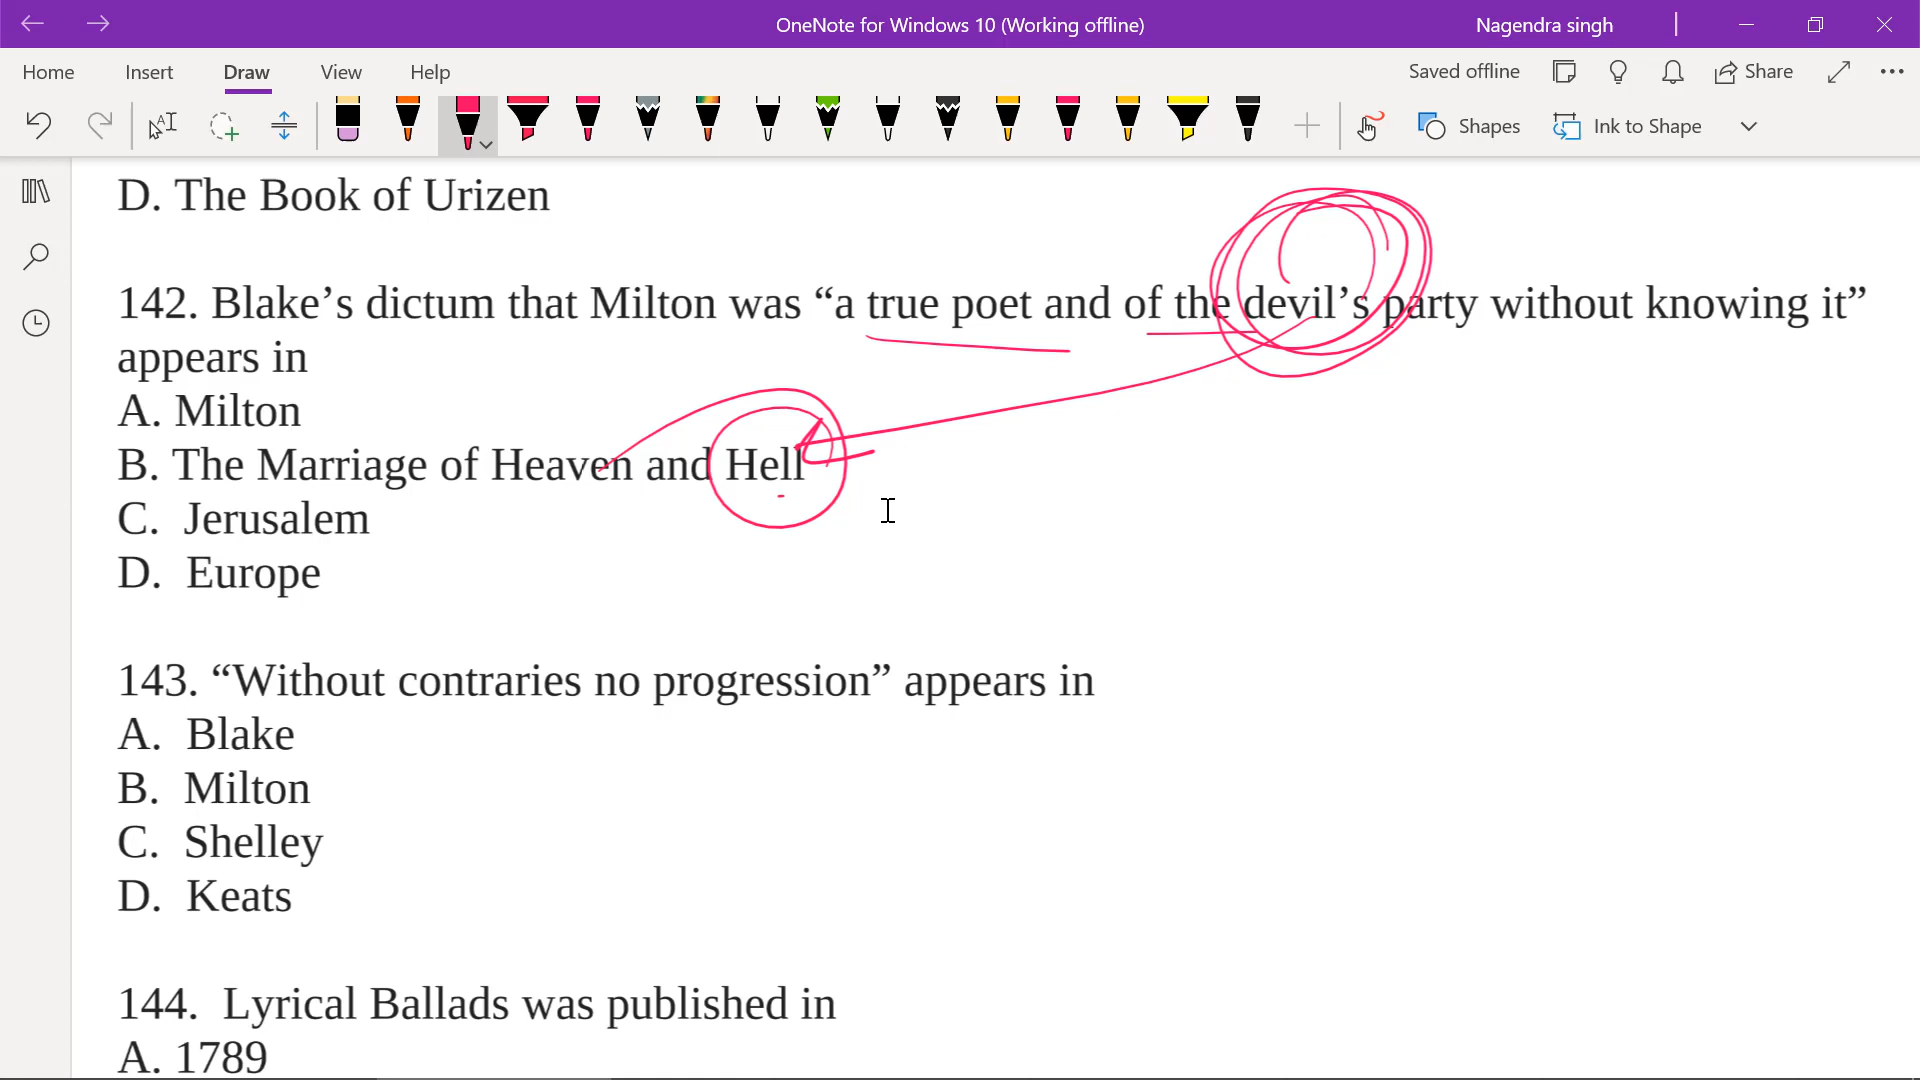 OneNote for Windows 10 (Working offline)
Nagendra singh
Home Insert Draw View Help
Saved offline
Share
Shapes
Ink to Shape
D. The Book of Urizen
142. Blake’s dictum that Milton was “a true poet and of the devil’s party without knowing it”
appears in
A. Milton
B. The Marriage of Heaven and Hell
C. Jerusalem
D. Europe
143. “Without contraries no progression” appears in
A. Blake
B. Milton
C. Shelley
D. Keats
144. Lyrical Ballads was published in
A. 1789